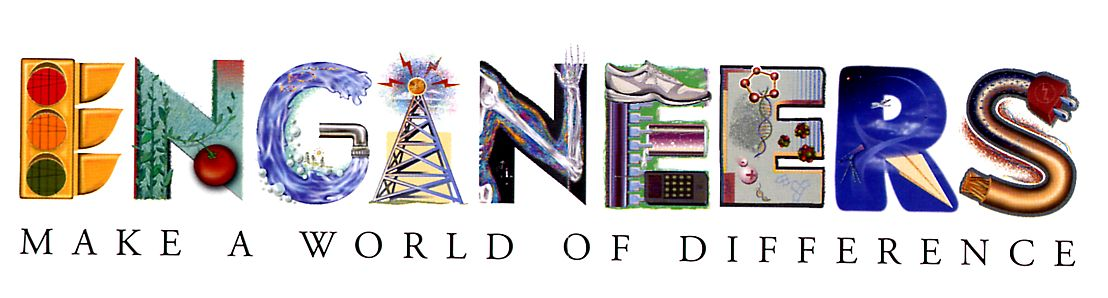 ENGINEERS
MAKE A WORLD OF DIFFERENCE